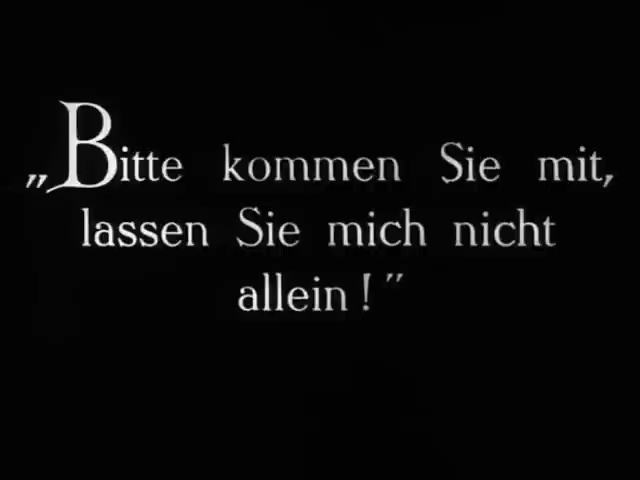 „Bitte kommen Sie mit,
lassen Sie mich nicht
allein!”